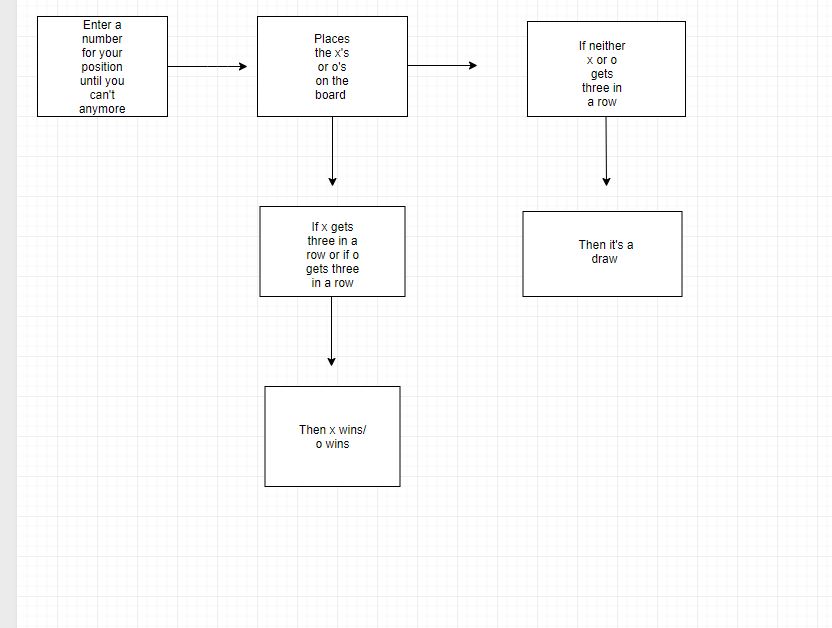 Enter a
number
for your
position
until you
can't
anymore
Places
the x's
or o's
on the
board
If neither
x or o
gets
three in
a row
If x gets
three in a
row or if o
gets three
in a row
Then it's a
draw
Then x wins/
o wins